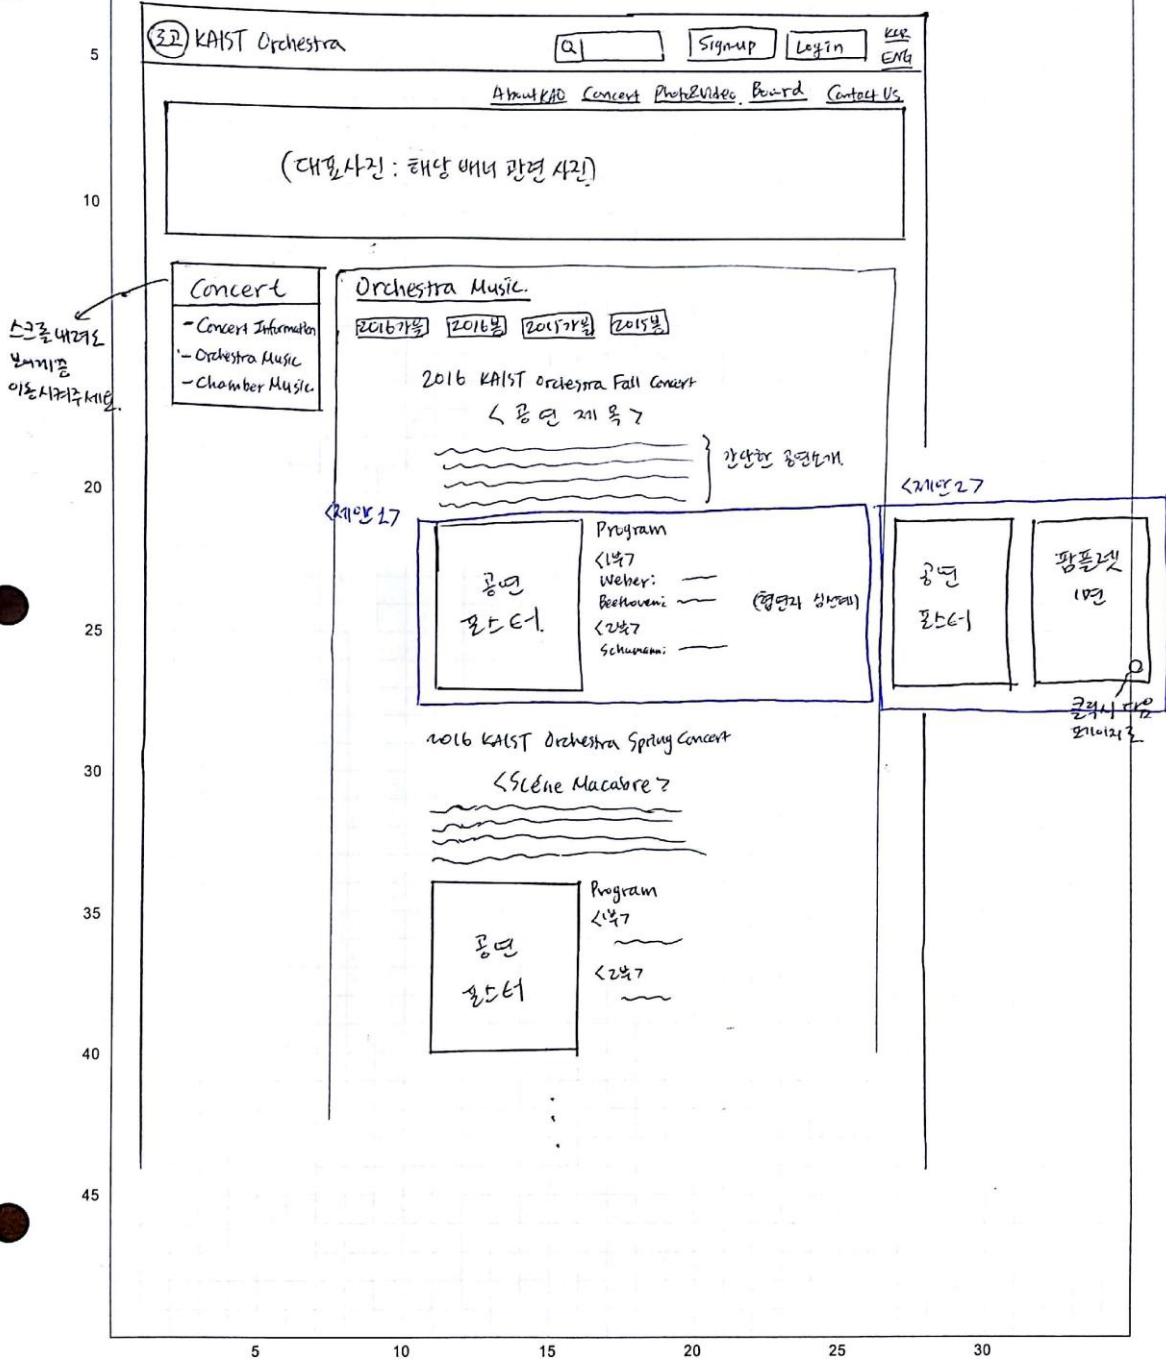 로고 KAIST Orchestra
Q
Sign-up
Login
KOR
ENG
About KAO Concert Photo&Video Board Contact Us
(대표사진 : 해당 배너 관련 사진)
Concert
- Concert Information
- Orchestra Music
- Chamber Music
스크롤 내려도
보이게끔
이동시켜주세요.
Orchestra Music.
2016가을 2016봄 2015가을 2015봄
2016 KAIST Orchestra Fall Concert
<공연 제목>
간단한 공연소개.
<제안1>
공연
포스터.
Program
<1부>
Weber:
Beethoven:
(협연자 있을시)
<2부>
Schumann:
<제안2>
공연
포스터
팜플렛
1면
클릭시 다음
페이지로
2016 KAIST Orchestra Spring Concert
<Scéne Macabre>
공연
포스터
Program
<1부>
<2부>
5
10
20
25
30
35
40
45
5 10 15 20 25 30